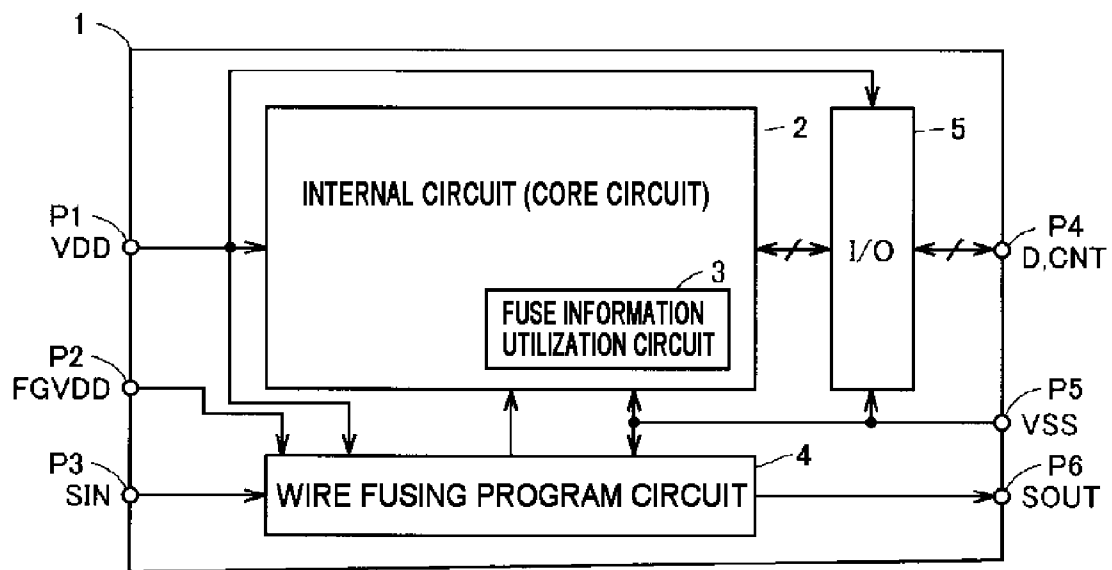 1
2
5
INTERNAL CIRCUIT (CORE CIRCUIT)
P1
VDD
I/O
P4
D,CNT
3
FUSE INFORMATION
UTILIZATION CIRCUIT
P2
FGVDD
P5
VSS
4
P3
SIN
WIRE FUSING PROGRAM CIRCUIT
P6
SOUT